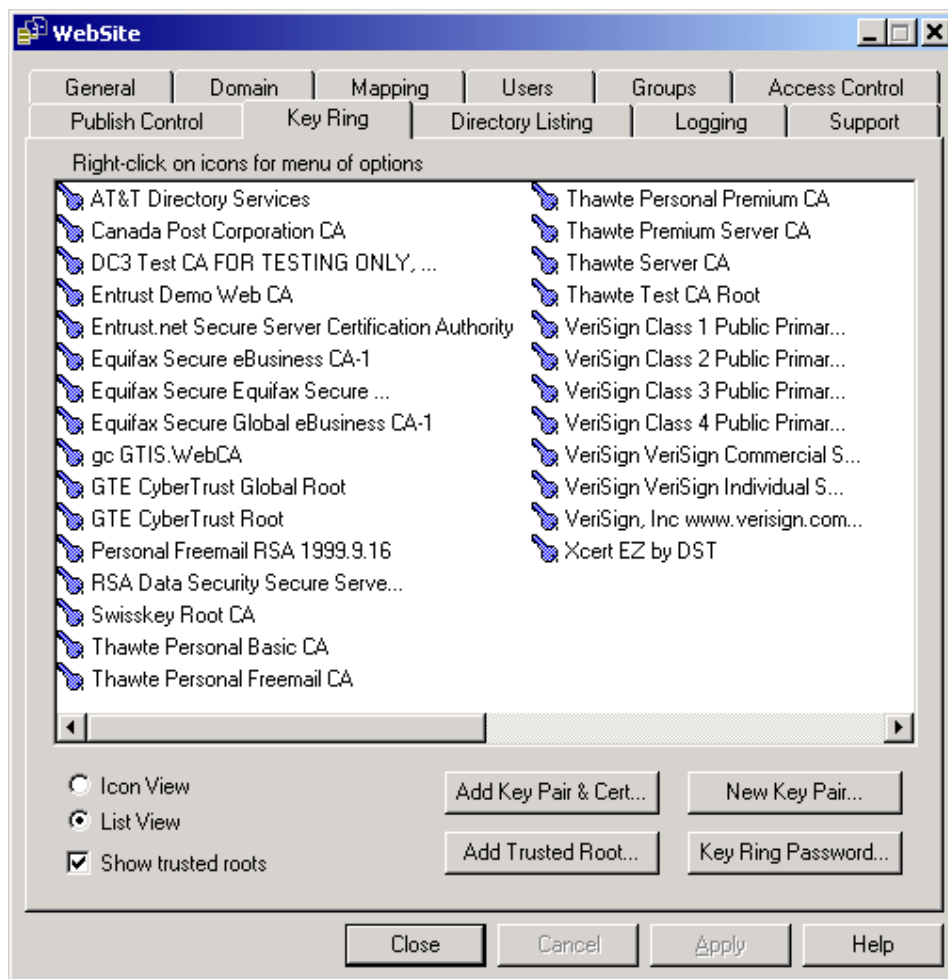 WebSite
General Domain Mapping Users Groups Access Control
Publish Control Key Ring Directory Listing Logging Support
Right-click on icons for menu of options
AT&T Directory Services
Canada Post Corporation CA
DC3 Test CA FOR TESTING ONLY, ...
Entrust Demo Web CA
Entrust.net Secure Server Certification Authority
Equifax Secure eBusiness CA-1
Equifax Secure Equifax Secure ...
Equifax Secure Global eBusiness CA-1
gc GTIS.WebCA
GTE CyberTrust Global Root
GTE CyberTrust Root
Personal Freemail RSA 1999.9.16
RSA Data Security Secure Serve...
Swisskey Root CA
Thawte Personal Basic CA
Thawte Personal Freemail CA
Thawte Personal Premium CA
Thawte Premium Server CA
Thawte Server CA
Thawte Test CA Root
VeriSign Class 1 Public Primar...
VeriSign Class 2 Public Primar...
VeriSign Class 3 Public Primar...
VeriSign Class 4 Public Primar...
VeriSign VeriSign Commercial S...
VeriSign VeriSign Individual S...
VeriSign, Inc www.verisign.com...
Xcert EZ by DST
Icon View
List View
Show trusted roots
Add Key Pair & Cert... New Key Pair...
Add Trusted Root... Key Ring Password...
Close Cancel Apply Help